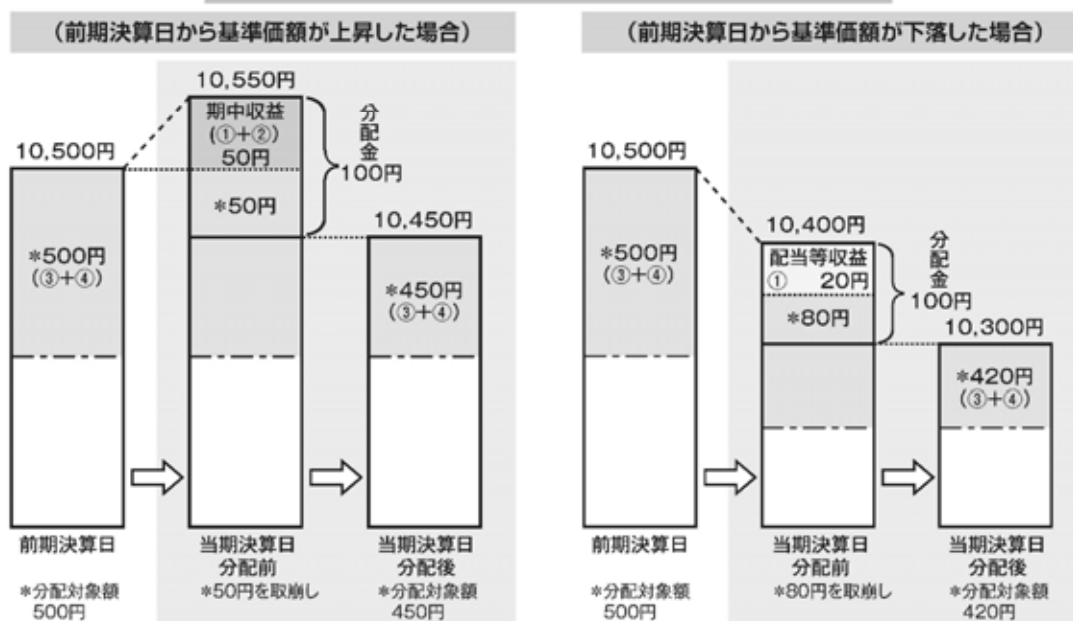 (前期決算日から基準価額が上昇した場合)
10,550円
期中収益
(①+②)
50円
*50円
分配金
100円
10,500円
*500円
(③+④)
10,450円
*450円
(③+④)
前期決算日
当期決算日
分配前
当期決算日
分配後
*分配対象額
500円
*50円を取崩し
*分配対象額
450円
(前期決算日から基準価額が下落した場合)
10,500円
*500円
(③+④)
10,400円
配当等収益
① 20円
*80円
分配金
100円
10,300円
*420円
(③+④)
前期決算日
当期決算日
分配前
当期決算日
分配後
*分配対象額
500円
*80円を取崩し
*分配対象額
420円